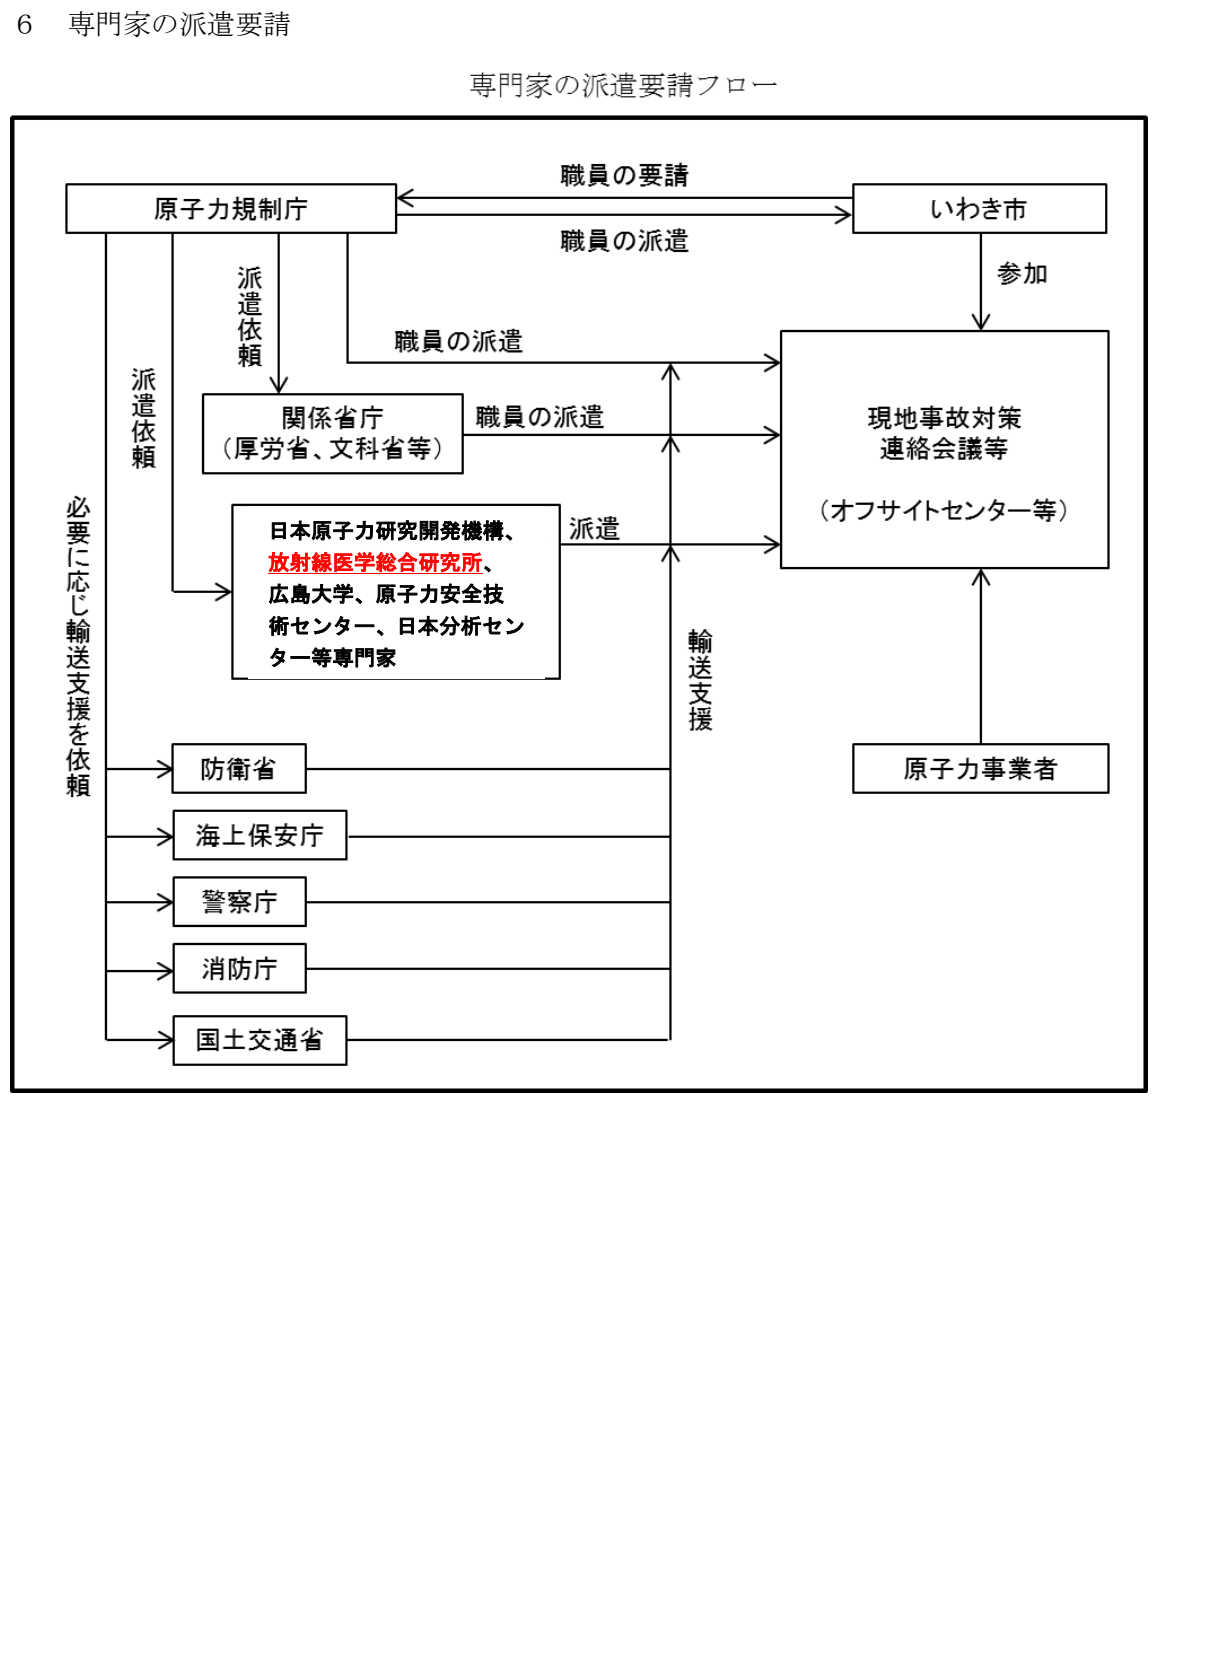 ６　専門家の派遣要請
専門家の派遣要請フロー
職員の要請
原子力規制庁
いわき市
職員の派遣
参加
派遣依頼
職員の派遣
派遣依頼
関係省庁
（厚労省、文科省等）
職員の派遣
現地事故対策
連絡会議等
（オフサイトセンター等）
必要に応じ輸送支援を依頼
日本原子力研究開発機構、
放射線医学総合研究所、
広島大学、原子力安全技
術センター、日本分析セン
ター等専門家
派遣
輸送支援
防衛省
原子力事業者
海上保安庁
警察庁
消防庁
国土交通省